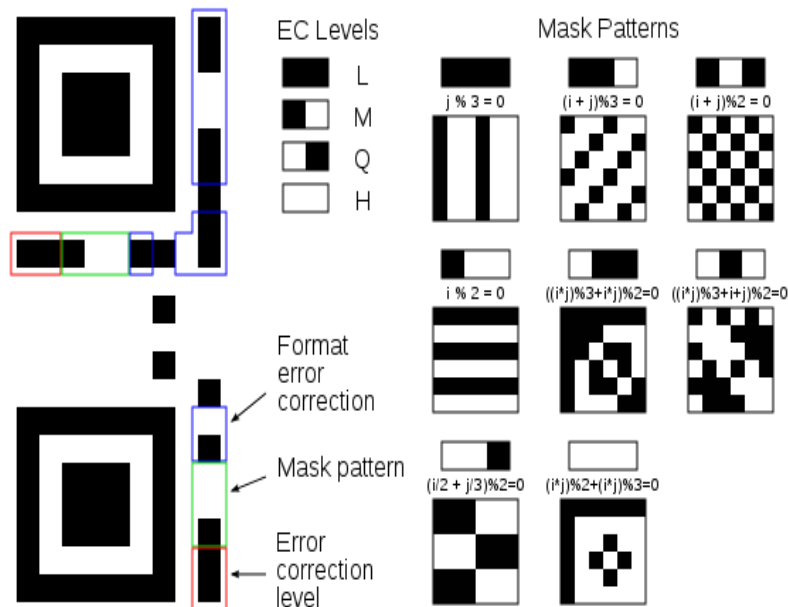 EC Levels
L
M
Q
H
Mask Patterns
j % 3 = 0
(i + j)%3 = 0
(i + j)%2 = 0
i % 2 = 0
((i*j)%3+i*j)%2=0
((i*j)%3+i+j)%2=0
(i/2 + j/3)%2=0
(i*j)%2+(i*j)%3=0
Format
error
correction
Mask pattern
Error
correction
level